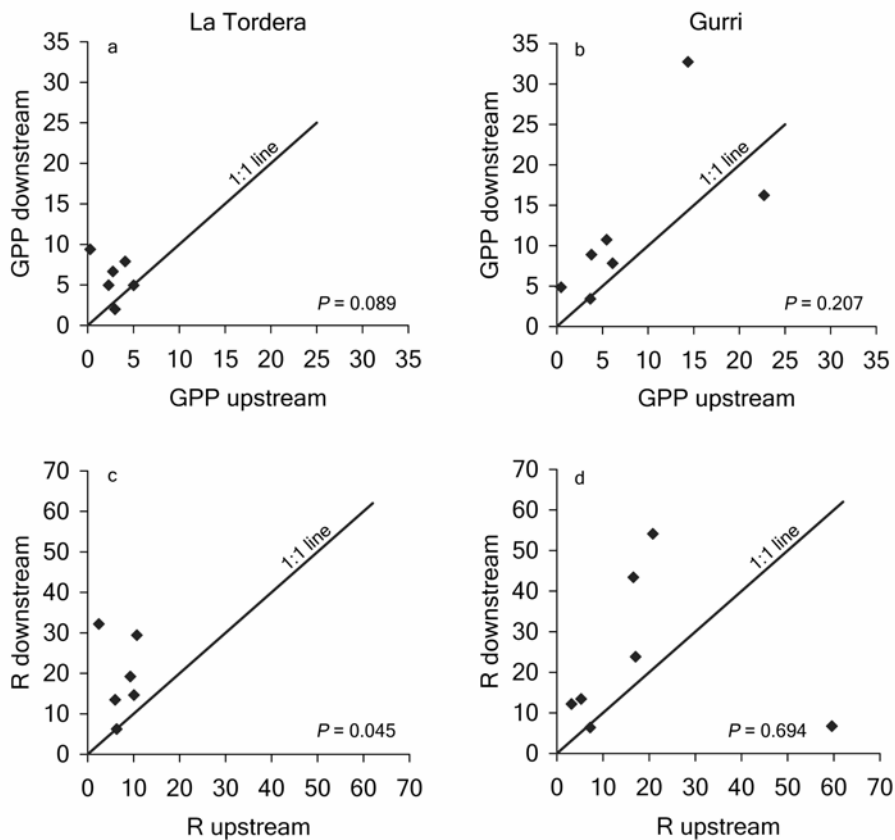 La Tordera
a
35
30
25
20
15
10
5
0
GPP downstream
1:1 line
P = 0.089
0 5 10 15 20 25 30 35
GPP upstream
Gurri
b
35
30
25
20
15
10
5
0
GPP downstream
1:1 line
P = 0.207
0 5 10 15 20 25 30 35
GPP upstream
c
70
60
50
40
30
20
10
0
R downstream
1:1 line
P = 0.045
0 10 20 30 40 50 60 70
R upstream
d
70
60
50
40
30
20
10
0
R downstream
1:1 line
P = 0.694
0 10 20 30 40 50 60 70
R upstream